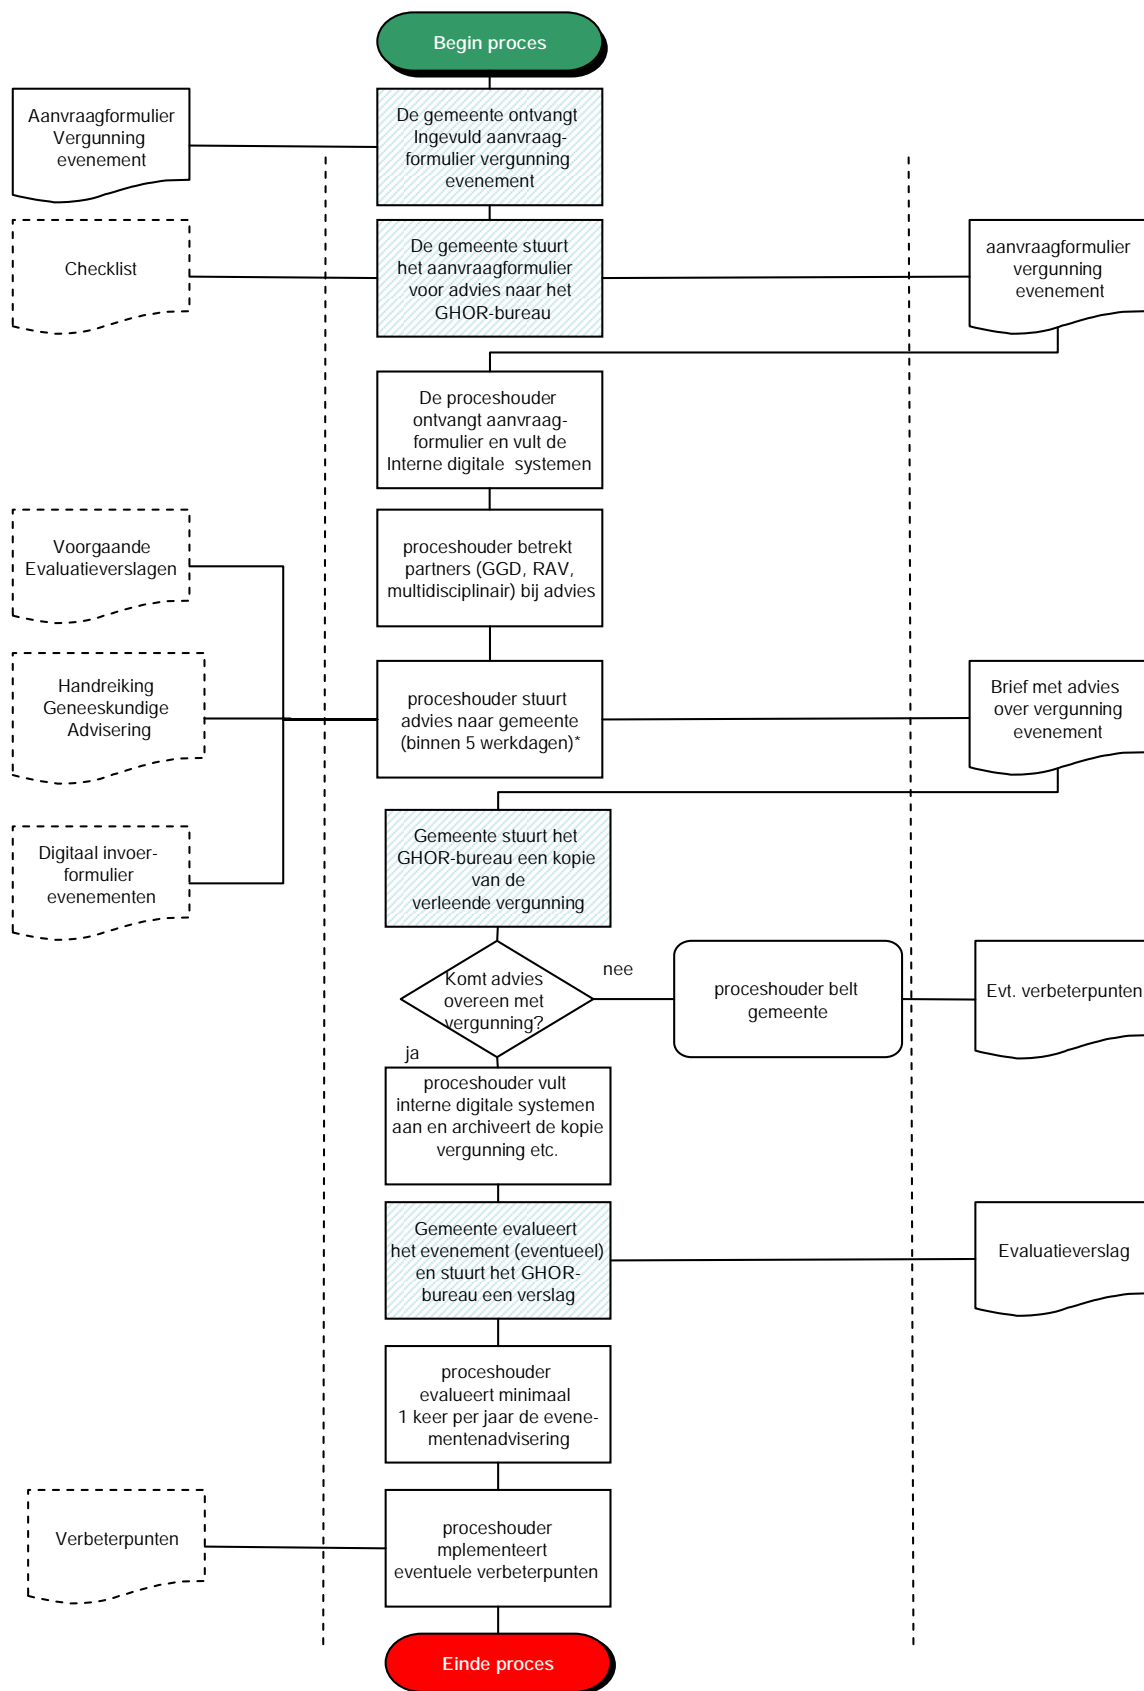 Begin proces
Aanvraagformulier
Vergunning
evenement
De gemeente ontvangt
Ingevuld aanvraag-
formulier vergunning
evenement
Checklist
De gemeente stuurt
het aanvraagformulier
voor advies naar het
GHOR-bureau
aanvraagformulier
vergunning
evenement
De proceshouder
ontvangt aanvraag-
formulier en vult de
Interne digitale systemen
Voorgaande
Evaluatieverslagen
proceshouder betrekt
partners (GGD, RAV,
multidisciplinair) bij advies
Handreiking
Geneeskundige
Advisering
proceshouder stuurt
advies naar gemeente
(binnen 5 werkdagen)*
Brief met advies
over vergunning
evenement
Digitaal invoer-
formulier
evenementen
Gemeente stuurt het
GHOR-bureau een kopie
van de
verleende vergunning
Komt advies
overeen met
vergunning?
nee
proceshouder belt
gemeente
Evt. verbeterpunten
ja
proceshouder vult
interne digitale systemen
aan en archiveert de kopie
vergunning etc.
Gemeente evalueert
het evenement (eventueel)
en stuurt het GHOR-
bureau een verslag
Evaluatieverslag
proceshouder
evalueert minimaal
1 keer per jaar de evene-
mentenadvisering
Verbeterpunten
proceshouder
mplementeert
eventuele verbeterpunten
Einde proces